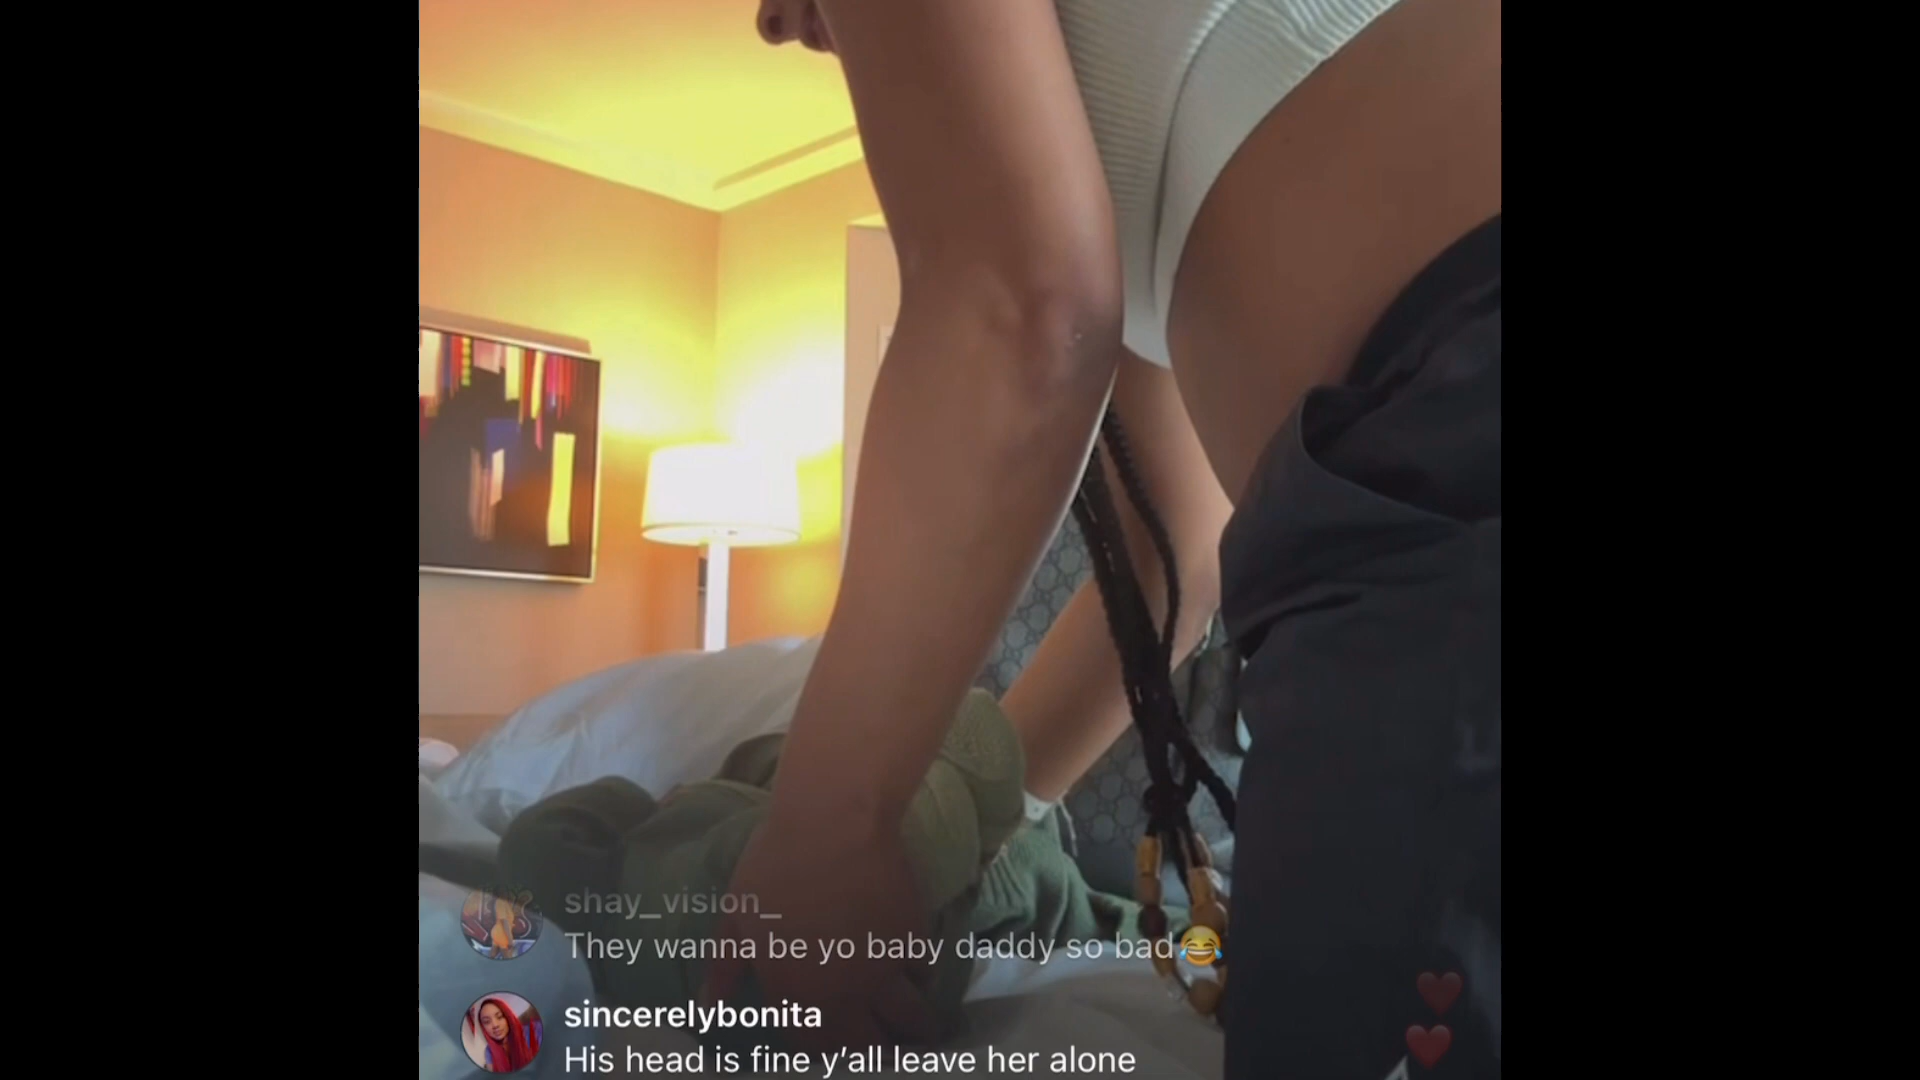 shay_vision_
They wanna be yo baby daddy so bad😂
sincerelybonita
His head is fine y'all leave her alone